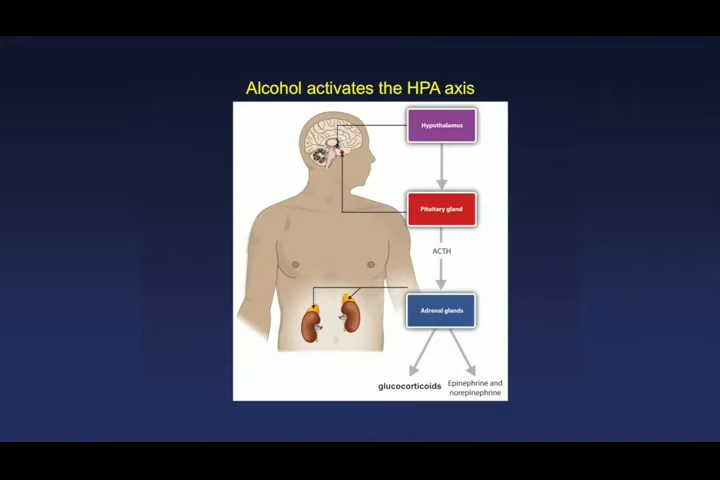 Alcohol activates the HPA axis
Hypothalamus
Pituitary gland
ACTH
Adrenal glands
glucocorticoids
Epinephrine and
norepinephrine